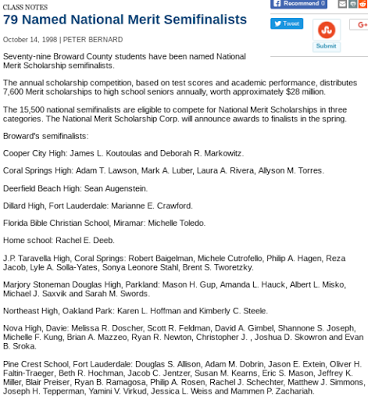 CLASS NOTES
79 Named National Merit Semifinalists
October 14, 1998 | PETER BERNARD
Recommend 0
Tweet
G+
Submit
Seventy-nine Broward County students have been named National
Merit Scholarship semifinalists.
The annual scholarship competition, based on test scores and academic performance, distributes
7,600 Merit scholarships to high school seniors annually, worth approximately $28 million.
The 15,500 national semifinalists are eligible to compete for National Merit Scholarships in three
categories. The National Merit Scholarship Corp. will announce awards to finalists in the spring.
Broward's semifinalists:
Cooper City High: James L. Koutoulas and Deborah R. Markowitz.
Coral Springs High: Adam T. Lawson, Mark A. Luber, Laura A. Rivera, Allyson M. Torres.
Deerfield Beach High: Sean Augenstein.
Dillard High, Fort Lauderdale: Marianne E. Crawford.
Florida Bible Christian School, Miramar: Michelle Toledo.
Home school: Rachel E. Deeb.
J.P. Taravella High, Coral Springs: Robert Baigelman, Michele Cutrofello, Philip A. Hagen, Reza
Jacob, Lyle A. Solla-Yates, Sonya Leonore Stahl, Brent S. Tworetzky.
Marjory Stoneman Douglas High, Parkland: Mason H. Gup, Amanda L. Hauck, Albert L. Misko,
Michael J. Saxvik and Sarah M. Swords.
Northeast High, Oakland Park: Karen L. Hoffman and Kimberly C. Steele.
Nova High, Davie: Melissa R. Doscher, Scott R. Feldman, David A. Gimbel, Shannone S. Joseph,
Michelle F. Kung, Brian A. Mazzeo, Ryan R. Newton, Christopher J. , Joshua D. Skowron and Evan
B. Sroka.
Pine Crest School, Fort Lauderdale: Douglas S. Allison, Adam M. Dobrin, Jason E. Extein, Oliver H.
Faltin-Traeger, Beth R. Hochman, Jacob C. Jentzer, Susan M. Kearns, Eric S. Mason, Jeffrey K.
Miller, Blair Preiser, Ryan B. Ramagosa, Philip A. Rosen, Rachel J. Schechter, Matthew J. Simmons,
Joseph H. Tepperman, Yamini V. Virkud, Jessica L. Weiss and Mammen P. Zachariah.